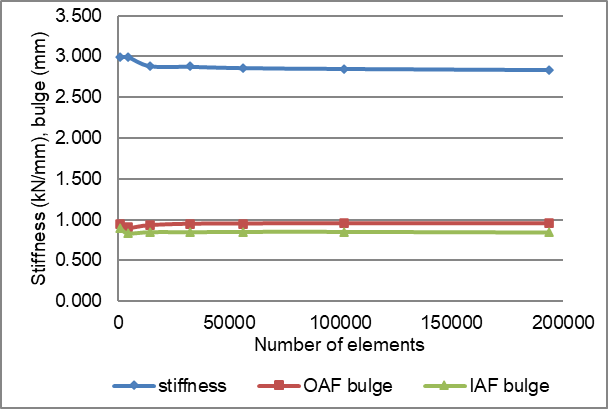 Stiffness (kN/mm), bulge (mm)
3.500
3.000
2.500
2.000
1.500
1.000
0.500
0.000
0 50000 100000 150000 200000
Number of elements
stiffness OAF bulge IAF bulge